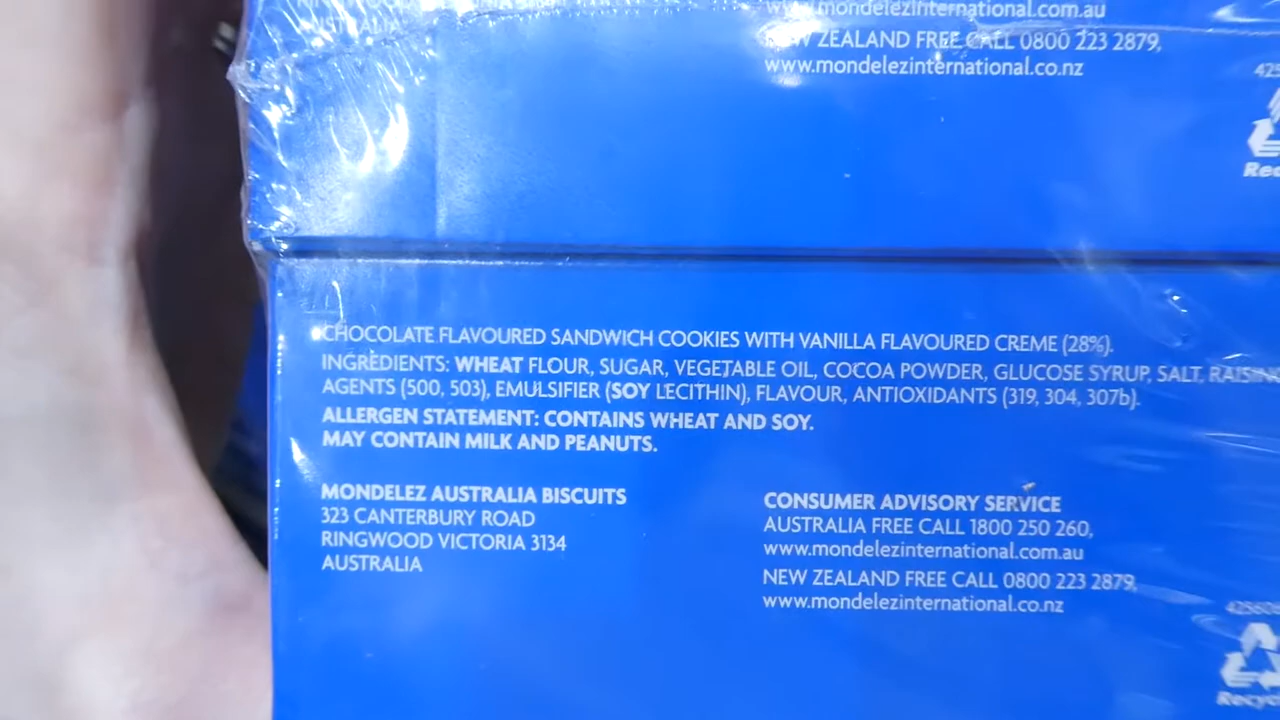 AUSTRALIA
www.mondelezinternational.com.au
NEW ZEALAND FREE CALL 0800 223 2879,
www.mondelezinternational.co.nz
CHOCOLATE FLAVOURED SANDWICH COOKIES WITH VANILLA FLAVOURED CREME (28%).
INGREDIENTS: WHEAT FLOUR, SUGAR, VEGETABLE OIL, COCOA POWDER, GLUCOSE SYRUP, SALT, RAISING
AGENTS (500, 503), EMULSIFIER (SOY LECITHIN), FLAVOUR, ANTIOXIDANTS (319, 304, 307b).
ALLERGEN STATEMENT: CONTAINS WHEAT AND SOY.
MAY CONTAIN MILK AND PEANUTS.
MONDELEZ AUSTRALIA BISCUITS
323 CANTERBURY ROAD
RINGWOOD VICTORIA 3134
AUSTRALIA
CONSUMER ADVISORY SERVICE
AUSTRALIA FREE CALL 1800 250 260,
www.mondelezinternational.com.au
NEW ZEALAND FREE CALL 0800 223 2879,
www.mondelezinternational.co.nz